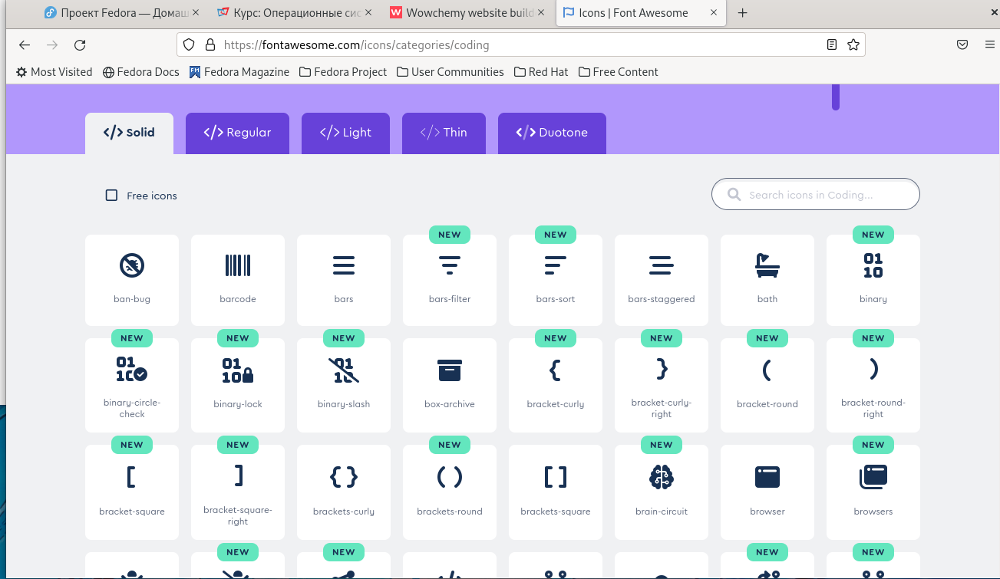 Проект Fedora — Домаш
Курс: Операционные сис
Wowchemy website build
Icons | Font Awesome
https://fontawesome.com/icons/categories/coding
Most Visited Fedora Docs Fedora Magazine Fedora Project User Communities Red Hat Free Content
</> Solid </> Regular </> Light </> Thin </> Duotone
Free icons
Search icons in Coding...
NEW NEW NEW
01
10
ban-bug barcode bars bars-filter bars-sort bars-staggered bath binary
NEW NEW NEW NEW NEW NEW NEW
{ } ( )
binary-circle-check
binary-lock
binary-slash
box-archive
bracket-curly
bracket-curly-right
bracket-round
bracket-round-right
NEW NEW NEW NEW NEW
[ ] {} () []
bracket-square
bracket-square-right
brackets-curly
brackets-round
brackets-square
brain-circuit
browser
browsers
NEW NEW NEW NEW